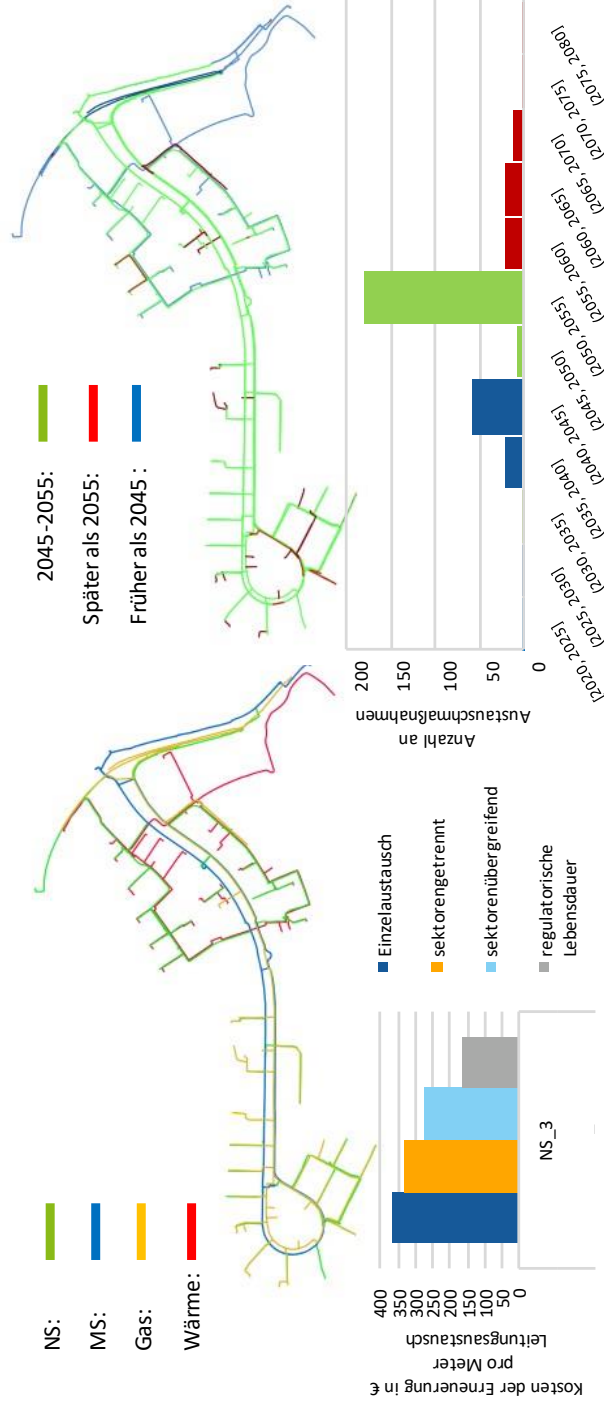 NS:
MS:
Gas:
Wärme:
2045-2055:
Später als 2055:
Früher als 2045 :
Kosten der Erneuerung in €
pro Meter
Leitungsaustausch
400
350
300
250
200
150
100
50
0
NS_3
Einzelaustausch
sektorengetrennt
sektorenübergreifend
regulatorische
Lebensdauer
Anzahl an
Austauschmaßnahmen
200
150
100
50
0
[2020, 2025]
(2025, 2030]
(2030, 2035]
(2035, 2040]
(2040, 2045]
(2045, 2050]
(2050, 2055]
(2055, 2060]
(2060, 2065]
(2065, 2070]
(2070, 2075]
(2075, 2080]